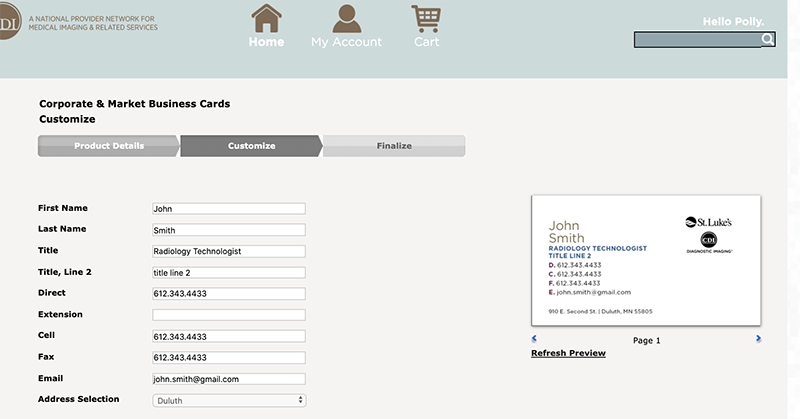 CDI
A NATIONAL PROVIDER NETWORK FOR
MEDICAL IMAGING & RELATED SERVICES
Home
My Account
Cart
Hello Polly.
Corporate & Market Business Cards
Customize
Product Details
Customize
Finalize
First Name John
Last Name Smith
Title Radiology Technologist
Title, Line 2 title line 2
Direct 612.343.4433
Extension
Cell 612.343.4433
Fax 612.343.4433
Email john.smith@gmail.com
Address Selection Duluth
John
Smith
RADIOLOGY TECHNOLOGIST
TITLE LINE 2
D. 612.343.4433
C. 612.343.4433
F. 612.343.4433
E. john.smith@gmail.com
910 E. Second St. | Duluth, MN 55805
St. Luke's
CDI
DIAGNOSTIC IMAGING
Page 1
Refresh Preview